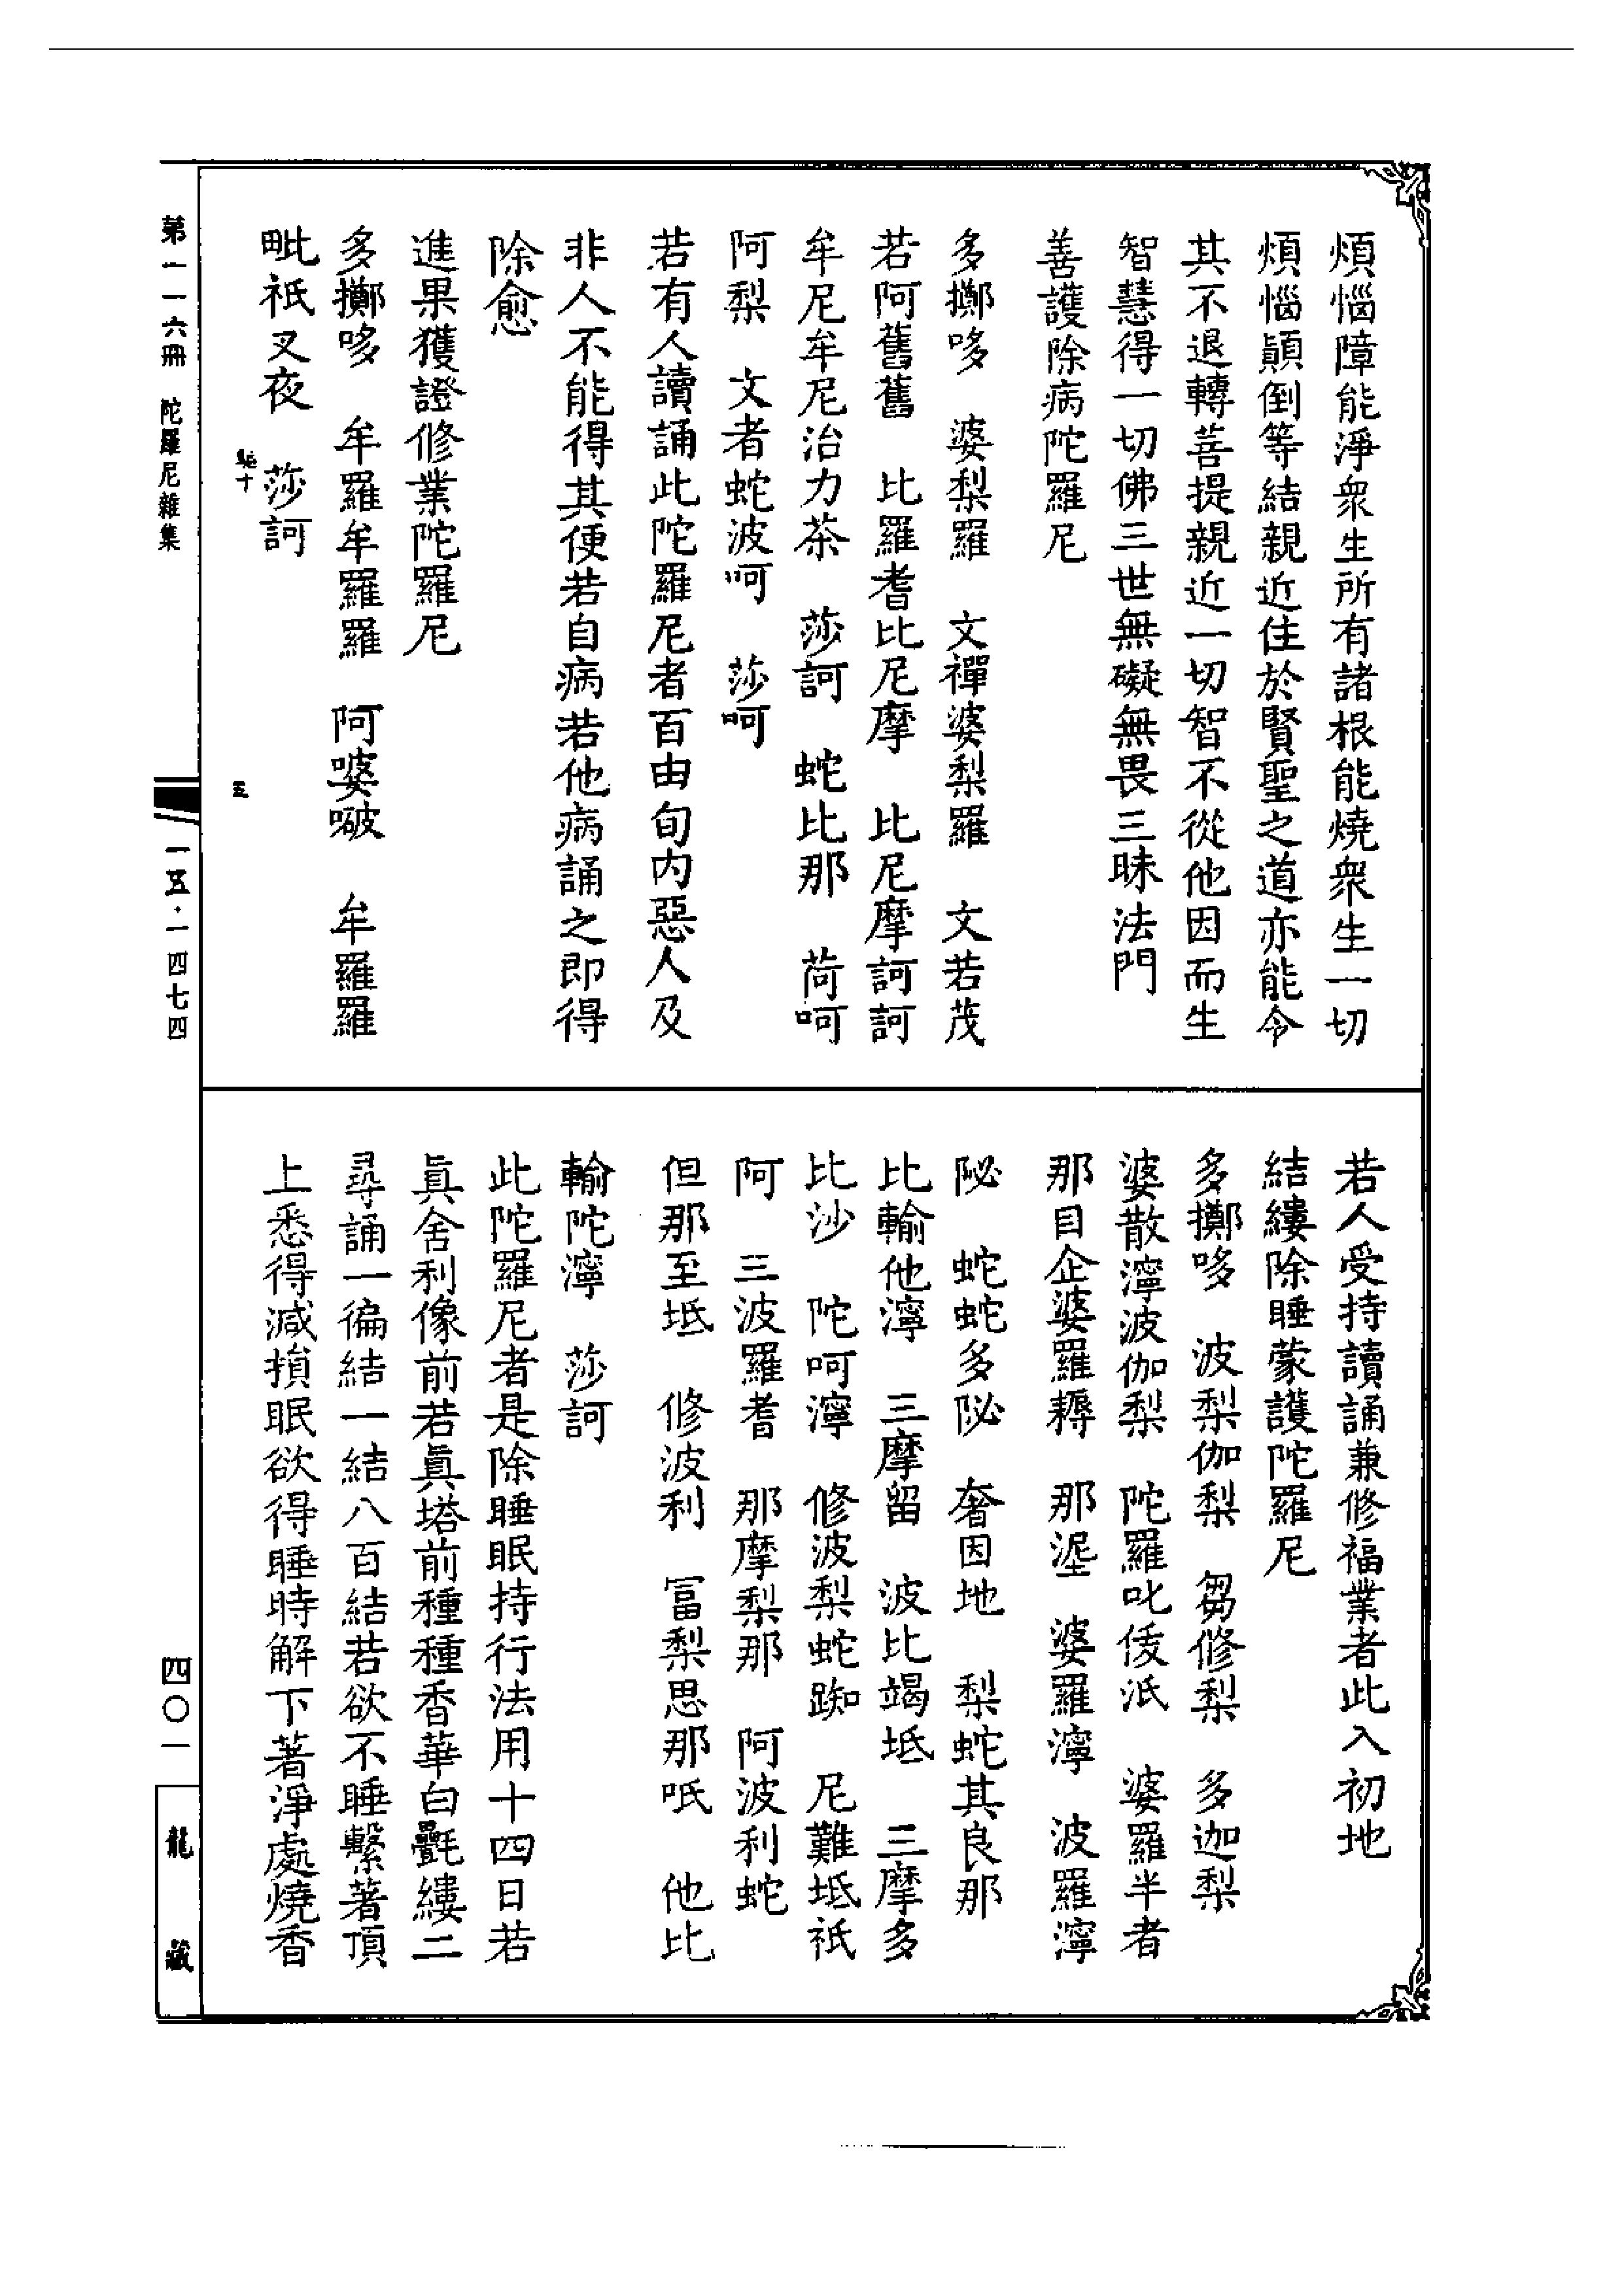 煩惱障能淨衆生所有諸根能燒衆生一切
煩惱顚倒等結親近住於賢聖之道亦能令
其不退轉菩提親近一切智不從他因而生
智慧得一切佛三世無礙無畏三昧法門
善護除病陀羅尼
多擲哆　婆梨羅　文禪婆梨羅　文若茂
若阿舊舊　比羅耆比尼摩　比尼摩訶訶
牟尼牟尼治力茶　莎訶　蛇比那　荷呵
阿梨　文者蛇波呵　莎呵
若有人讀誦此陀羅尼者百由旬内惡人及
非人不能得其便若自病若他病誦之即得
除愈
進果獲證修業陀羅尼
多擲哆　牟羅牟羅羅　阿婆啵　牟羅羅
毗祇叉夜　莎訶
驅十　五
若人受持讀誦兼修福業者此入初地
結縷除睡蒙護陀羅尼
多擲哆　波梨伽梨　芻修梨　多迦梨
婆散濘波伽梨　陀羅叱倿泜　婆羅半者
那目企婆羅耨　那埿　婆羅濘　波羅濘
陁　蛇蛇多陁　奢因地　梨蛇其良那
比輸他濘　三摩留　波比竭坻　三摩多
比沙　陀呵濘　修波梨蛇踟　尼難坻祇
阿　三波羅耆　那摩梨那　阿波利蛇
但那至坻　修波利　冨梨思那呧　他比
輸陀濘　莎訶
此陀羅尼者是除睡眠持行法用十四日若
眞舍利像前若眞塔前種種香華白㲲縷二
尋誦一徧結一結八百結若欲不睡繫著頂
上悉得減損眠欲得睡時解下著淨處燒香
第一一六冊　陀羅尼雜集
一五·一四七四
四〇一
龍藏